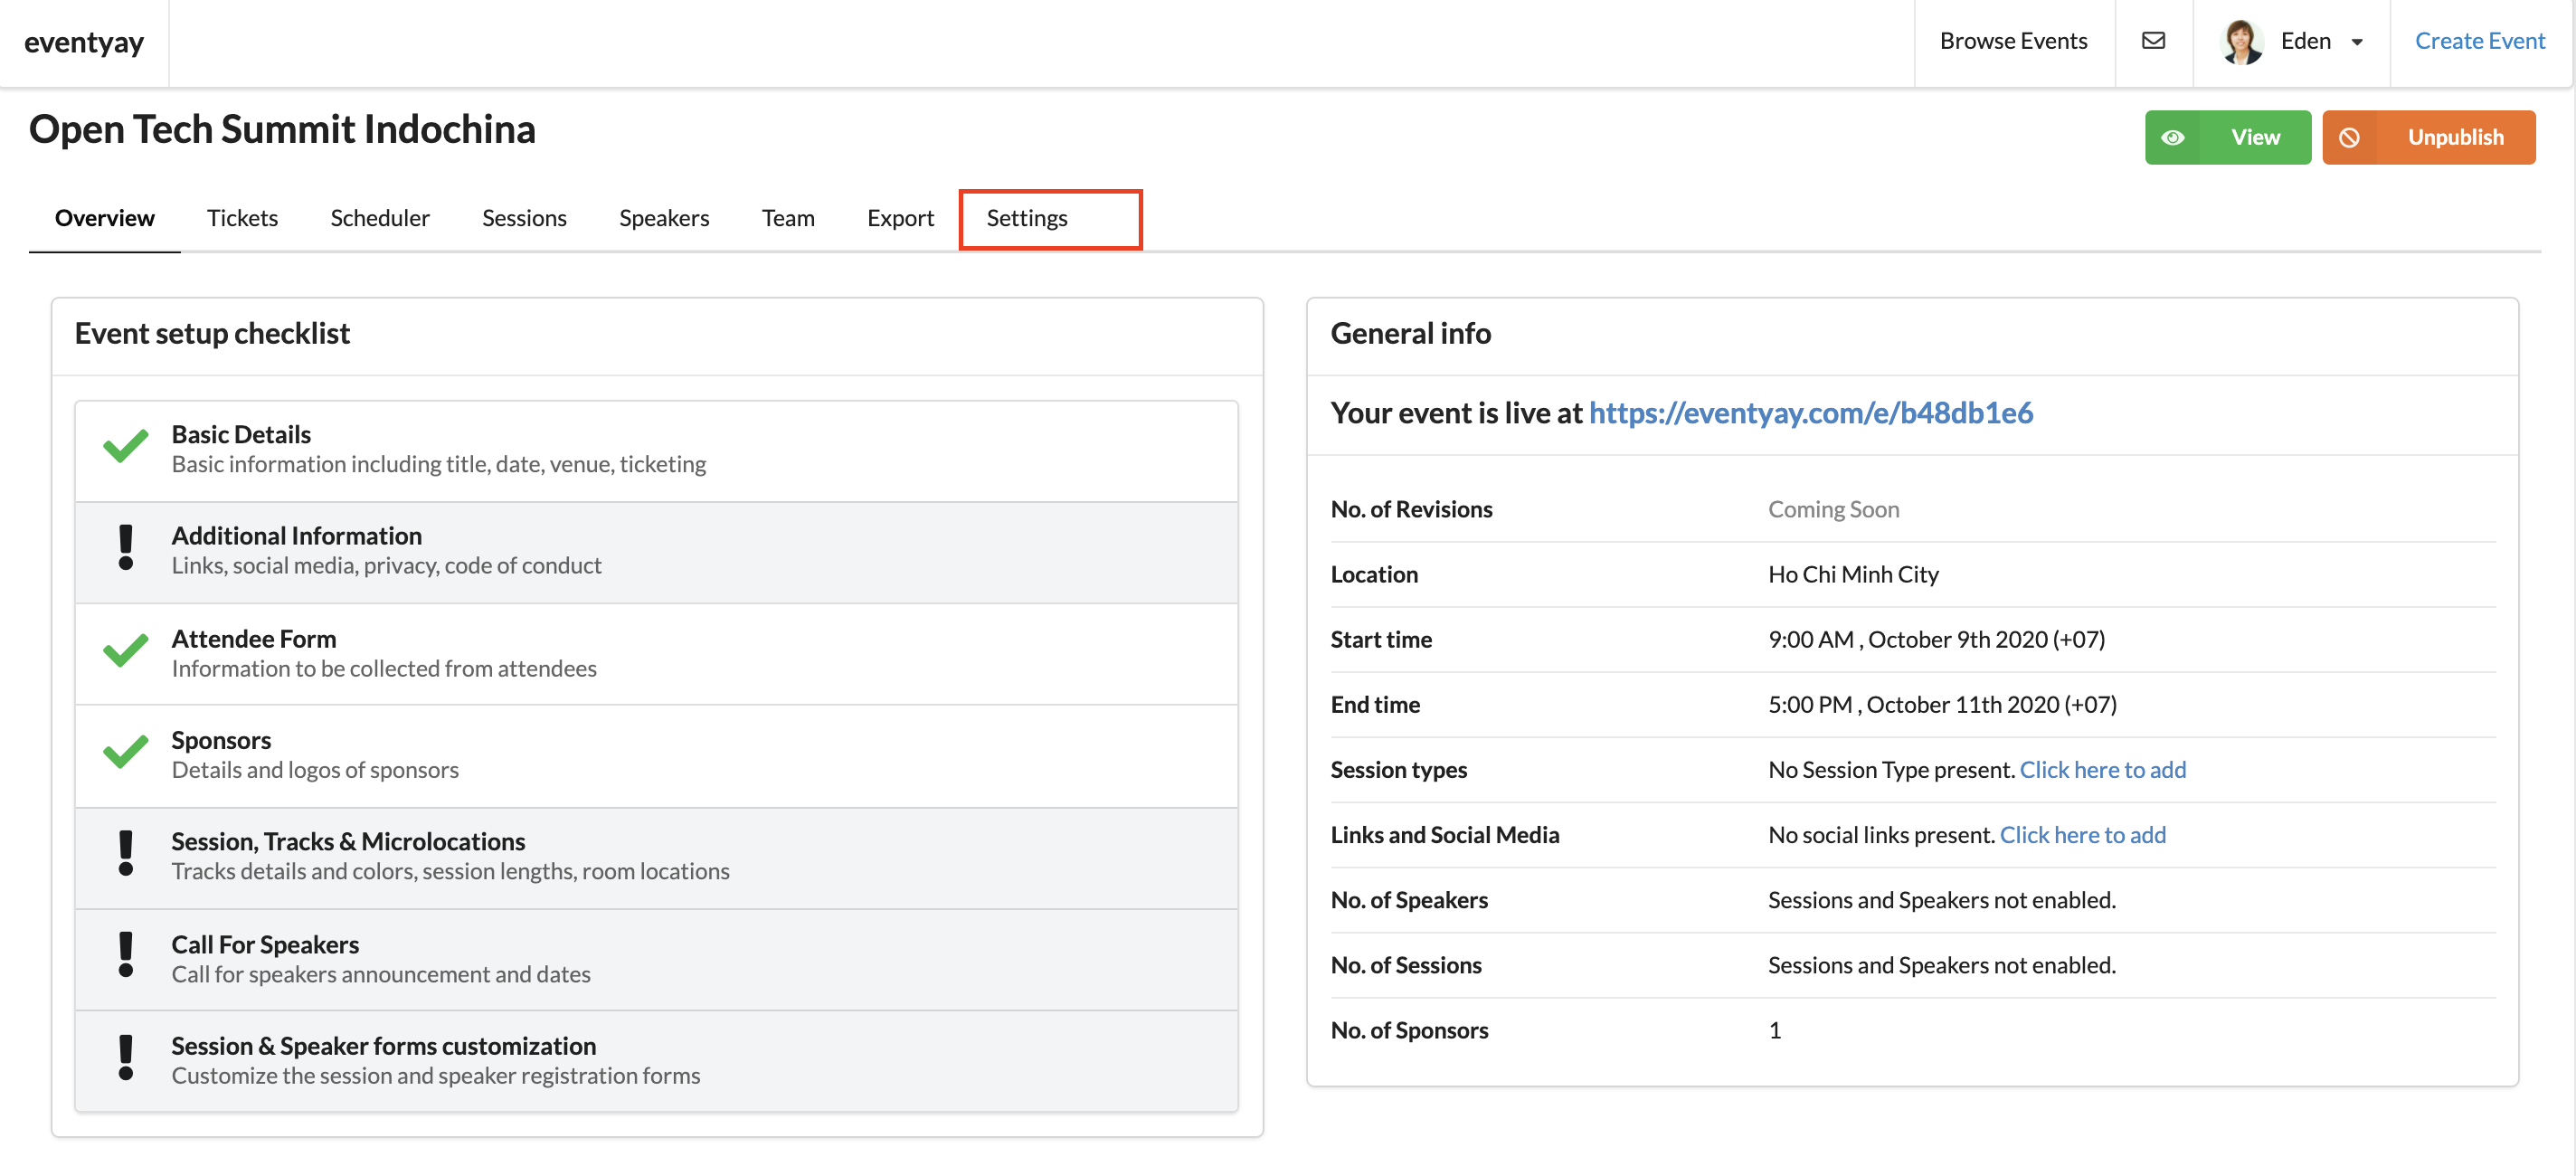 eventyay
Browse Events
Eden
Create Event
Open Tech Summit Indochina
View
Unpublish
Overview
Tickets
Scheduler
Sessions
Speakers
Team
Export
Settings
Event setup checklist
Basic Details
Basic information including title, date, venue, ticketing
Additional Information
Links, social media, privacy, code of conduct
Attendee Form
Information to be collected from attendees
Sponsors
Details and logos of sponsors
Session, Tracks & Microlocations
Tracks details and colors, session lengths, room locations
Call For Speakers
Call for speakers announcement and dates
Session & Speaker forms customization
Customize the session and speaker registration forms
General info
Your event is live at https://eventyay.com/e/b48db1e6
No. of Revisions Coming Soon
Location Ho Chi Minh City
Start time 9:00 AM , October 9th 2020 (+07)
End time 5:00 PM , October 11th 2020 (+07)
Session types No Session Type present. Click here to add
Links and Social Media No social links present. Click here to add
No. of Speakers Sessions and Speakers not enabled.
No. of Sessions Sessions and Speakers not enabled.
No. of Sponsors 1